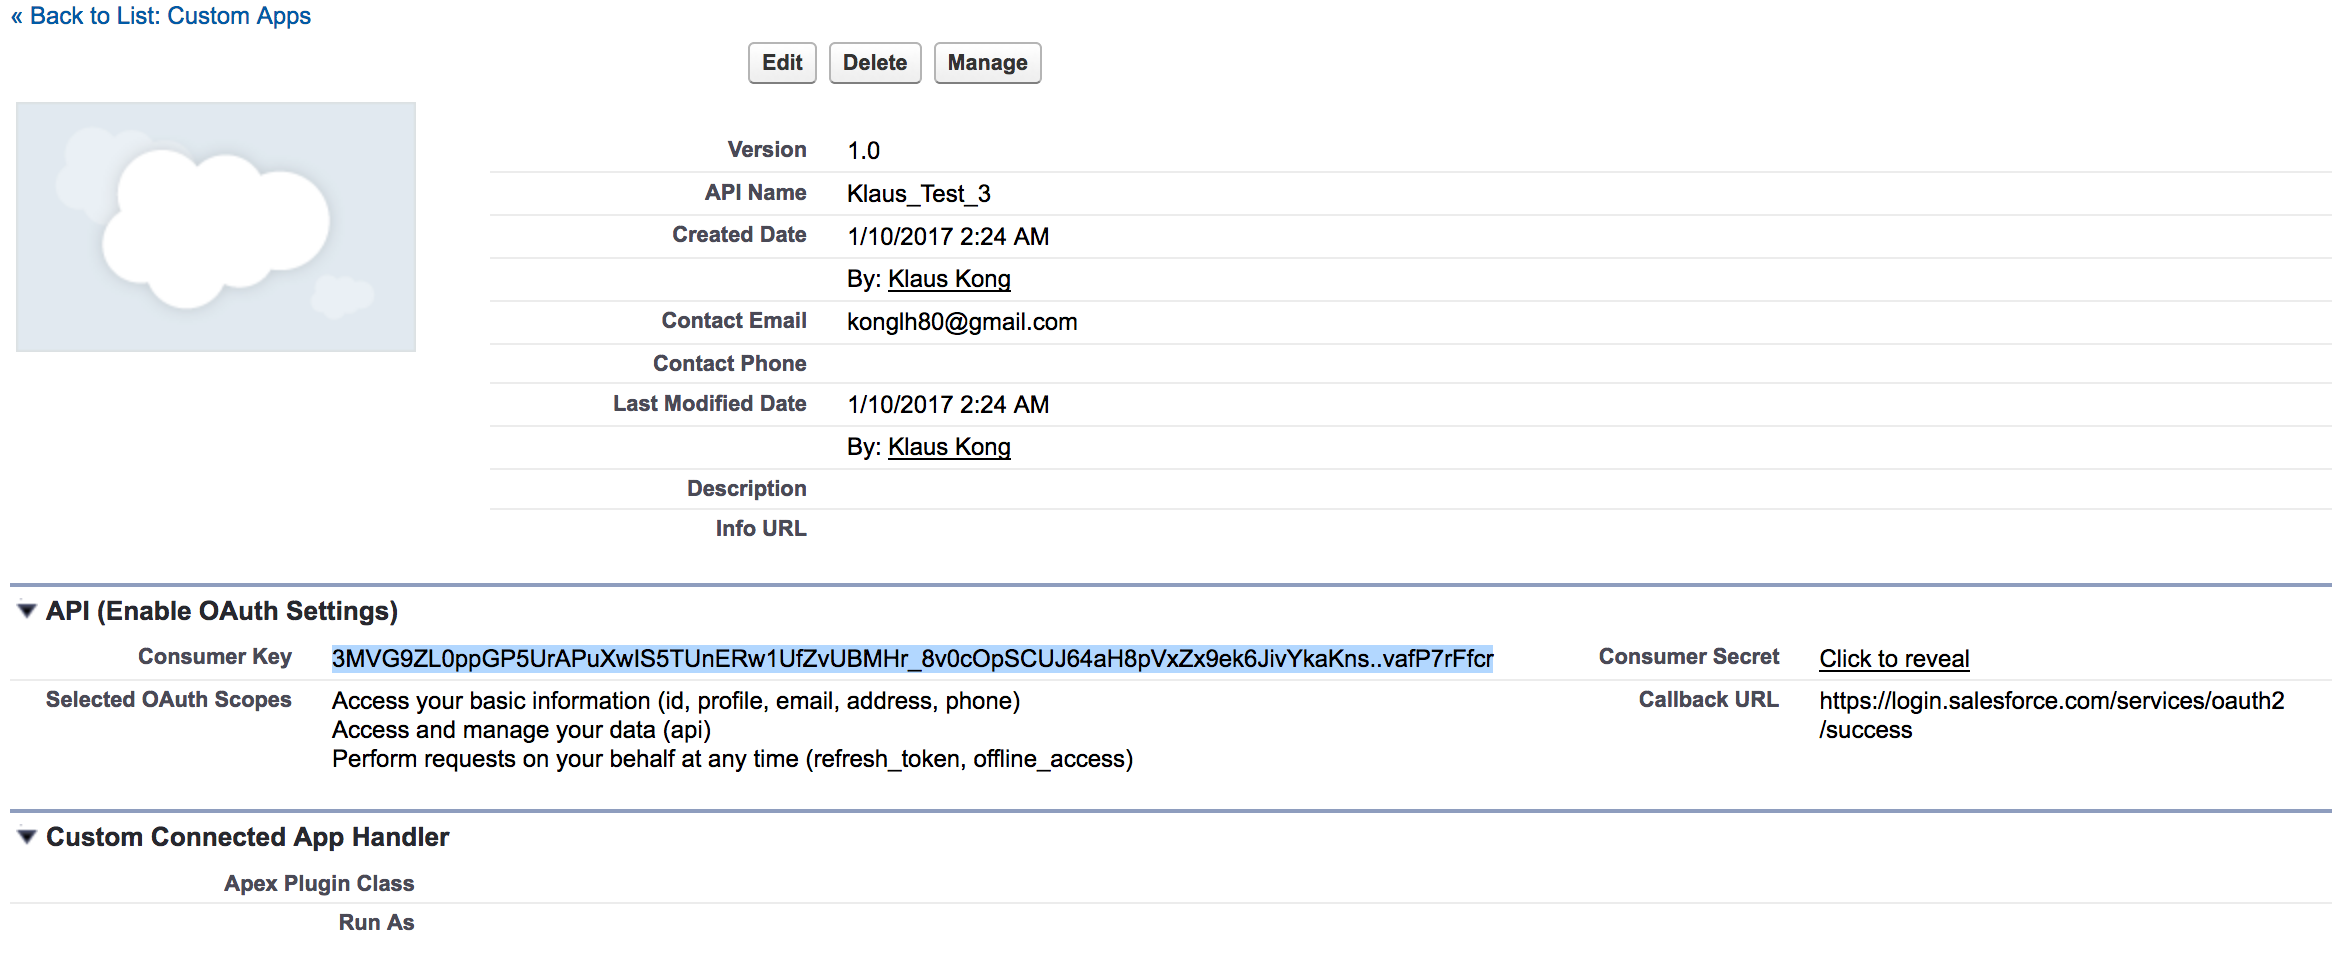 « Back to List: Custom Apps
Edit Delete Manage
Version 1.0
API Name Klaus_Test_3
Created Date 1/10/2017 2:24 AM
By: Klaus Kong
Contact Email konglh80@gmail.com
Contact Phone
Last Modified Date 1/10/2017 2:24 AM
By: Klaus Kong
Description
Info URL
API (Enable OAuth Settings)
Consumer Key 3MVG9ZL0ppGP5UrAPuXwIS5TUnERw1UfZvUBMHr_8v0cOpSCUJ64aH8pVxZx9ek6JivYkaKns..vafP7rFfcr Consumer Secret Click to reveal
Selected OAuth Scopes Access your basic information (id, profile, email, address, phone) Callback URL https://login.salesforce.com/services/oauth2
Access and manage your data (api) /success
Perform requests on your behalf at any time (refresh_token, offline_access)
Custom Connected App Handler
Apex Plugin Class
Run As